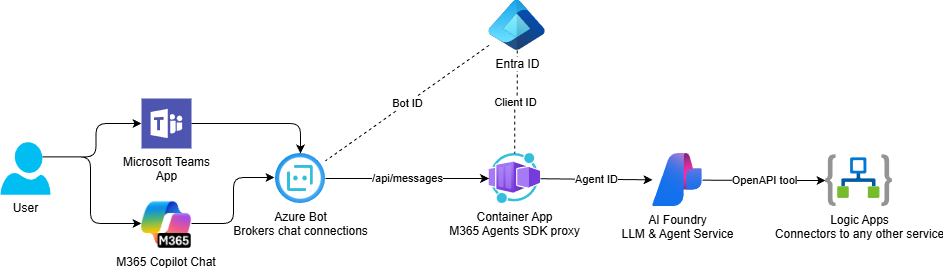 Entra ID
Bot ID
Client ID
Microsoft Teams
App
User
M365
M365 Copilot Chat
Azure Bot
Brokers chat connections
/api/messages
Container App
M365 Agents SDK proxy
Agent ID
AI Foundry
LLM & Agent Service
OpenAPI tool
Logic Apps
Connectors to any other service